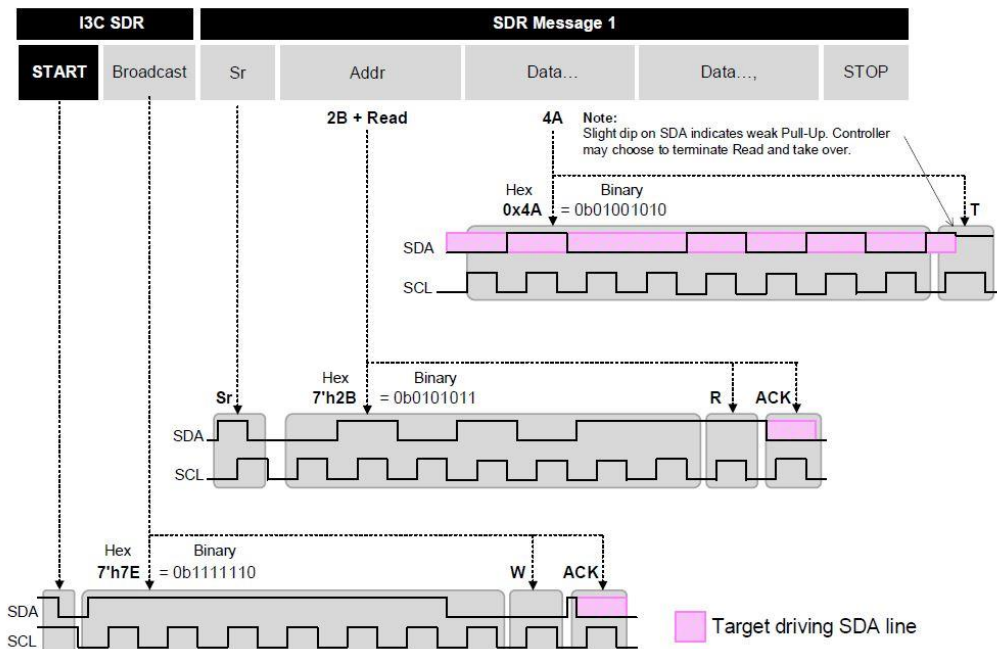 I3C SDR
SDR Message 1
START
Broadcast
Sr
Addr
Data...
Data...,
STOP
2B + Read
4A
Note:
Slight dip on SDA indicates weak Pull-Up. Controller
may choose to terminate Read and take over.
Hex
Binary
0x4A = 0b01001010
T
SDA
SCL
Hex
Binary
Sr
7'h2B = 0b0101011
R
ACK
SDA
SCL
Hex
Binary
7'h7E = 0b1111110
W
ACK
SDA
SCL
Target driving SDA line